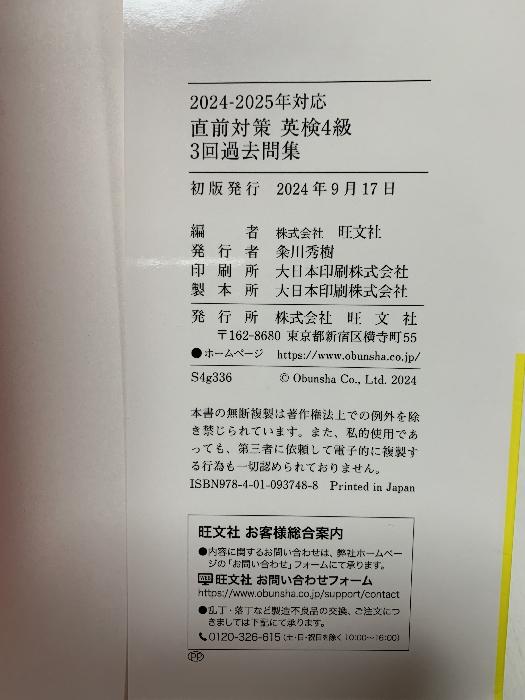 2024-2025年対応
直前対策 英検4級
3回過去問集
初版発行 2024年9月17日
編者 株式会社 旺文社
発行者 粂川秀樹
印刷所 大日本印刷株式会社
製本所 大日本印刷株式会社
発行所 株式会社 旺文社
〒162-8680 東京都新宿区横寺町55
●ホームページ https://www.obunsha.co.jp/
S4g336 © Obunsha Co., Ltd. 2024
本書の無断複製は著作権法上での例外を除
き禁じられています。また、私的使用であ
っても、第三者に依頼して電子的に複製す
る行為も一切認められておりません。
ISBN978-4-01-093748-8 Printed in Japan
旺文社 お客様総合案内
●内容に関するお問い合わせは、弊社ホームペー
ジの「お問い合わせ」フォームにて承ります。
WEB 旺文社 お問い合わせフォーム
https://www.obunsha.co.jp/support/contact
●乱丁・落丁など製造不良品の交換、ご注文につ
きましては下記にて承ります。
0120-326-615 (土・日・祝日を除く 10:00〜16:00)
PP